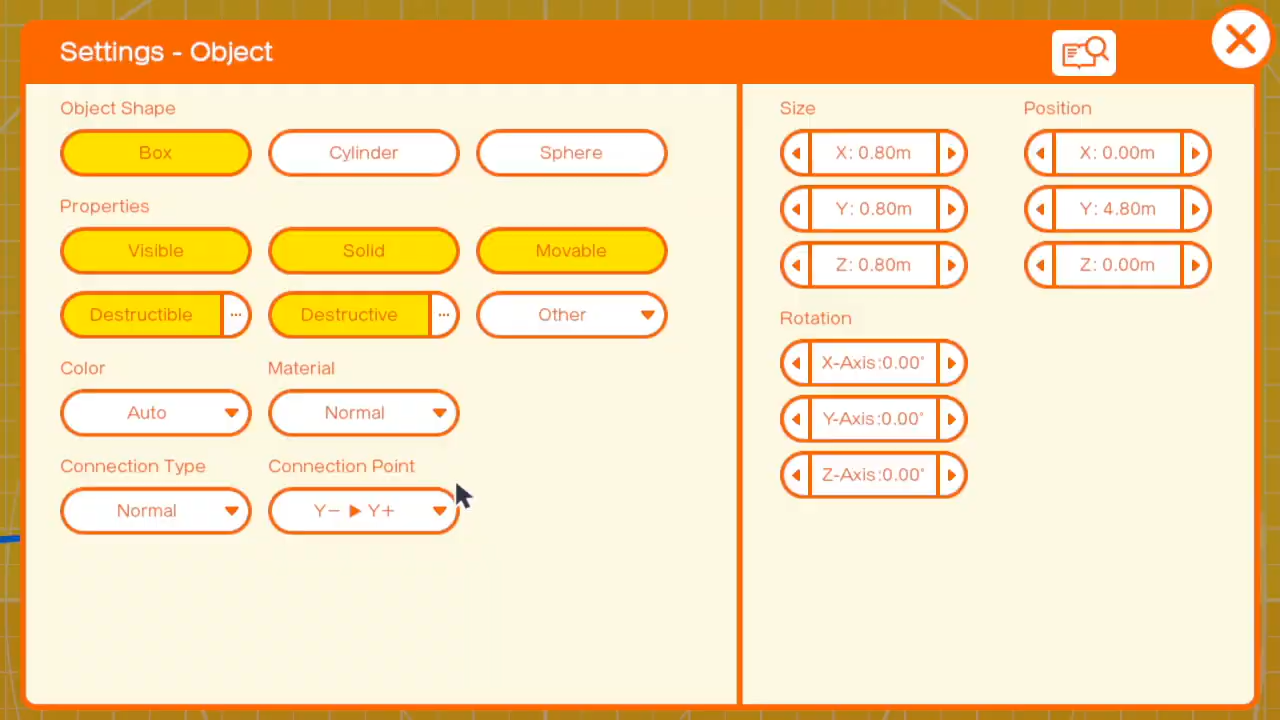 Settings - Object
Object Shape
Box
Cylinder
Sphere
Properties
Visible
Solid
Movable
Destructible ...
Destructive ...
Other
Color
Material
Auto
Normal
Connection Type
Connection Point
Normal
Y− ▶ Y+
Size
X: 0.80m
Y: 0.80m
Z: 0.80m
Position
X: 0.00m
Y: 4.80m
Z: 0.00m
Rotation
X-Axis:0.00°
Y-Axis:0.00°
Z-Axis:0.00°